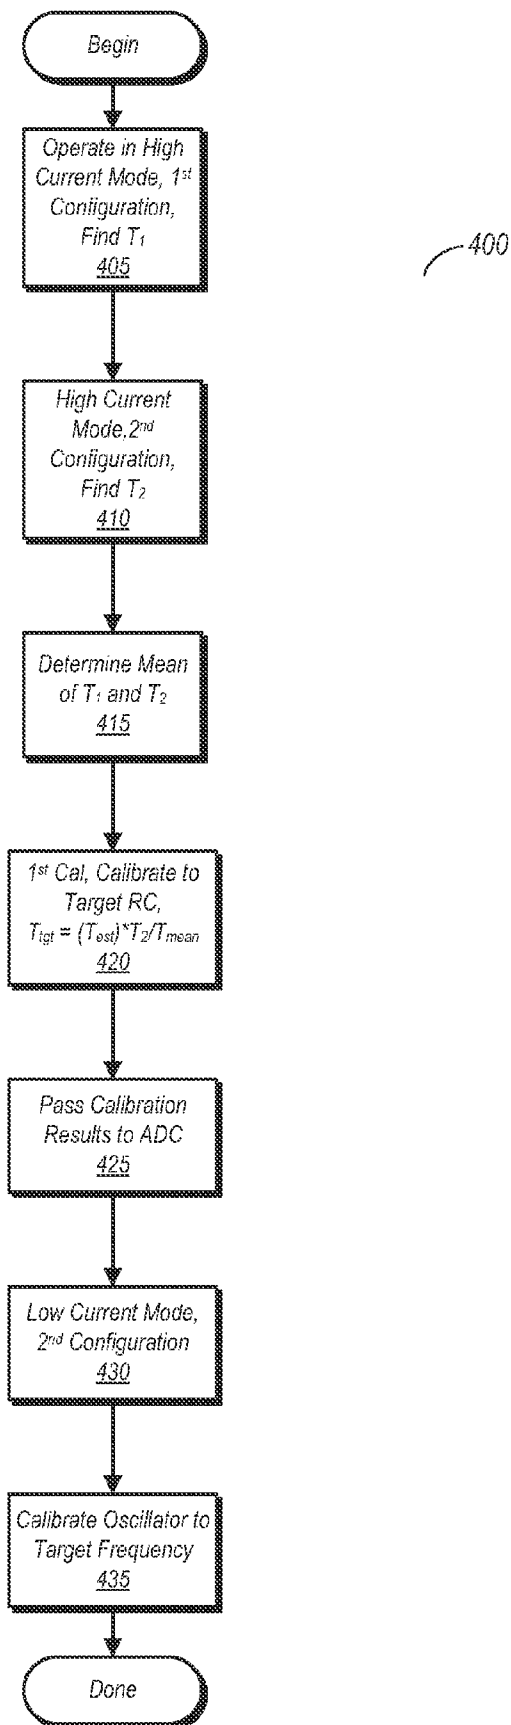 Begin
Operate in High
Current Mode, 1st
Configuration,
Find T1
405
400
High Current
Mode,2nd
Configuration,
Find T2
410
Determine Mean
of T1 and T2
415
1st Cal, Calibrate to
Target RC,
Ttgt = (Test)*T2/Tmean
420
Pass Calibration
Results to ADC
425
Low Current Mode,
2nd Configuration
430
Calibrate Oscillator to
Target Frequency
435
Done